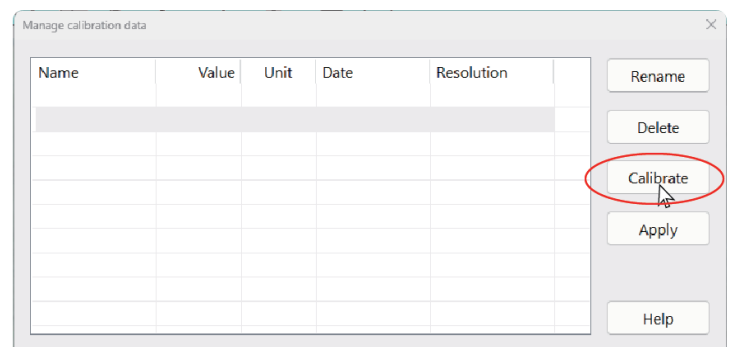 Manage calibration data
Name Value Unit Date Resolution
Rename
Delete
Calibrate
Apply
Help